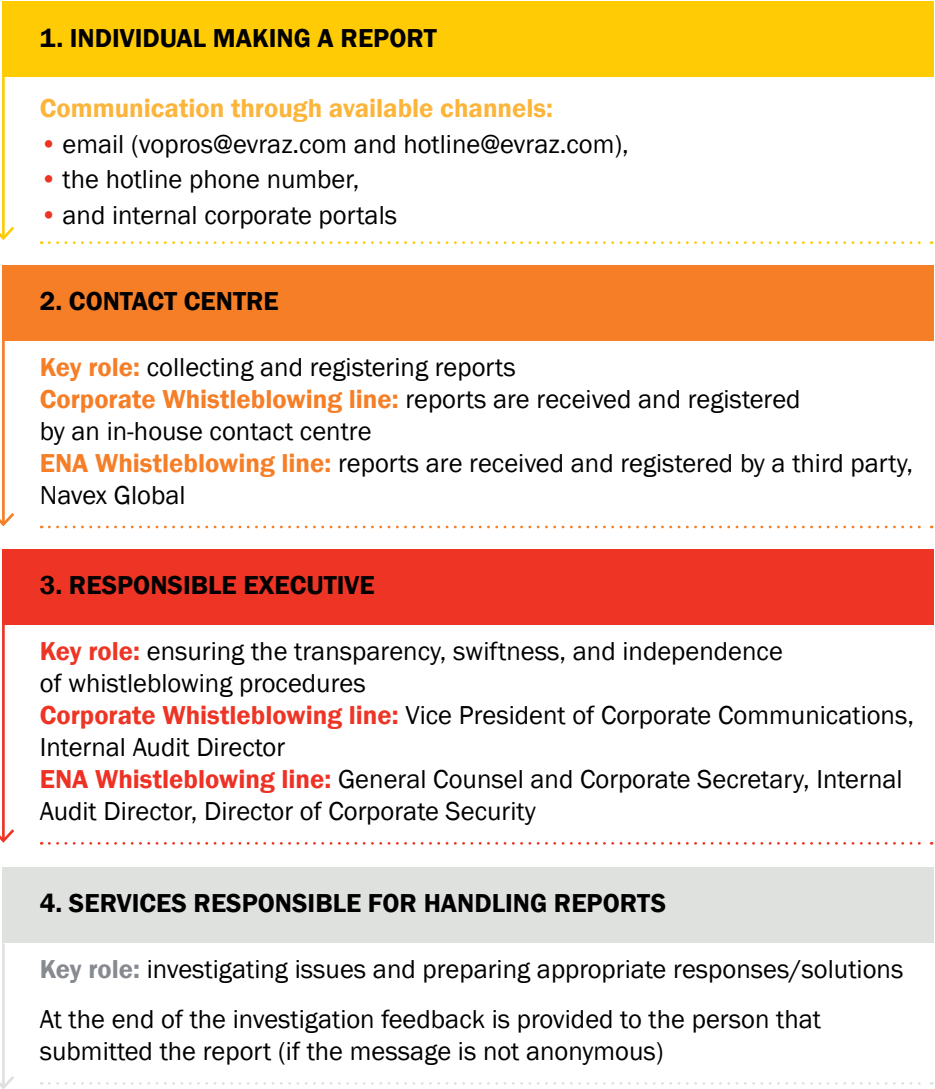 1. INDIVIDUAL MAKING A REPORT
Communication through available channels:
• email (vopros@evraz.com and hotline@evraz.com),
• the hotline phone number,
• and internal corporate portals
2. CONTACT CENTRE
Key role: collecting and registering reports
Corporate Whistleblowing line: reports are received and registered
by an in-house contact centre
ENA Whistleblowing line: reports are received and registered by a third party,
Navex Global
3. RESPONSIBLE EXECUTIVE
Key role: ensuring the transparency, swiftness, and independence
of whistleblowing procedures
Corporate Whistleblowing line: Vice President of Corporate Communications,
Internal Audit Director
ENA Whistleblowing line: General Counsel and Corporate Secretary, Internal
Audit Director, Director of Corporate Security
4. SERVICES RESPONSIBLE FOR HANDLING REPORTS
Key role: investigating issues and preparing appropriate responses/solutions
At the end of the investigation feedback is provided to the person that
submitted the report (if the message is not anonymous)